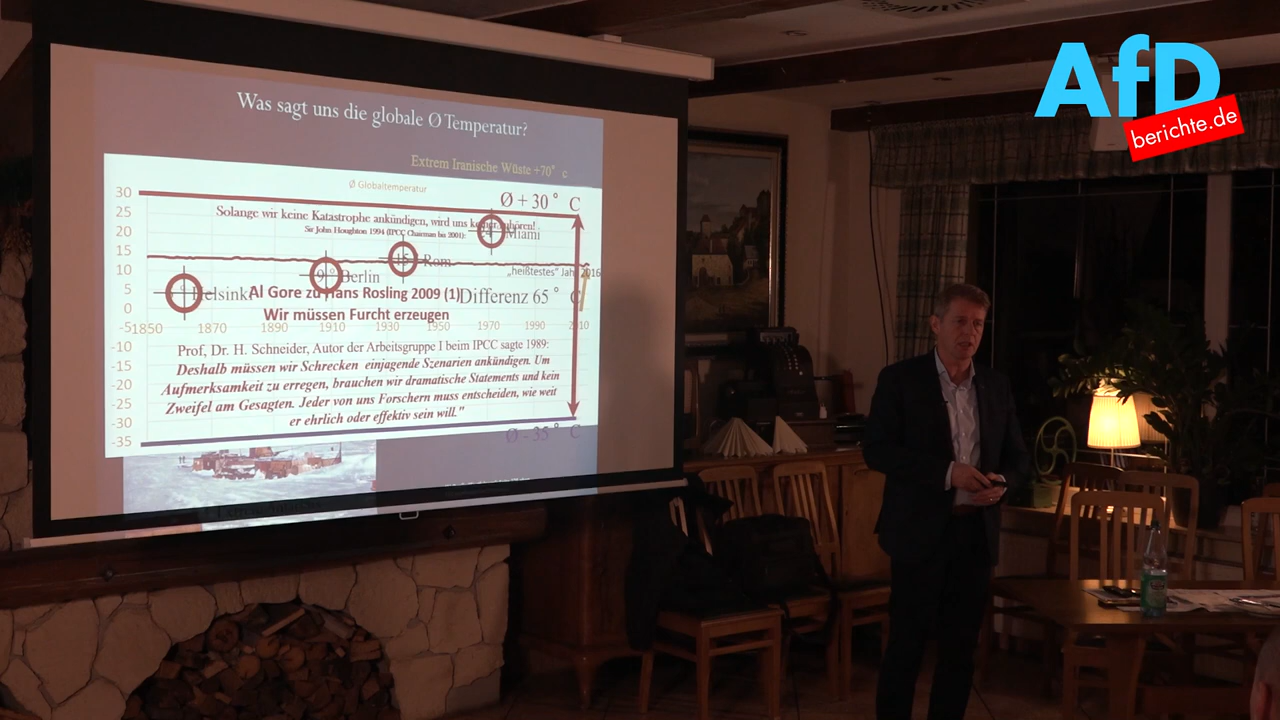 AfD
berichte.de
Was sagt uns die globale Ø Temperatur?
Extrem Iranische Wüste +70° c
Ø Globaltemperatur
Ø + 30° C
30
25
20
15
10
5
0
-5
-10
-15
-20
-25
-30
-35
Solange wir keine Katastrophe ankündigen, wird uns keiner zuhören!
Sir John Houghton 1994 (IPCC Chairman bis 2001):
Miami
15 Rom
9° Berlin
Helsinki
„heißtestes“ Jahr 2016
Al Gore zu Hans Rosling 2009 (1)
Wir müssen Furcht erzeugen
Differenz 65° C
1850 1870 1890 1910 1930 1950 1970 1990 2010
Prof, Dr. H. Schneider, Autor der Arbeitsgruppe I beim IPCC sagte 1989:
Deshalb müssen wir Schrecken einjagende Szenarien ankündigen. Um
Aufmerksamkeit zu erregen, brauchen wir dramatische Statements und kein
Zweifel am Gesagten. Jeder von uns Forschern muss entscheiden, wie weit
er ehrlich oder effektiv sein will."
Ø - 35° C